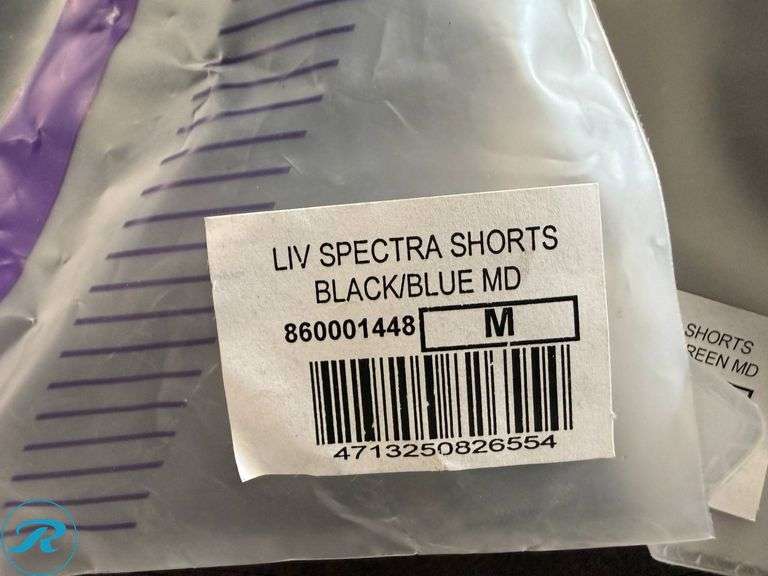 LIV SPECTRA SHORTS
BLACK/BLUE MD
860001448 M
4713250826554
SHORTS
REEN MD
R